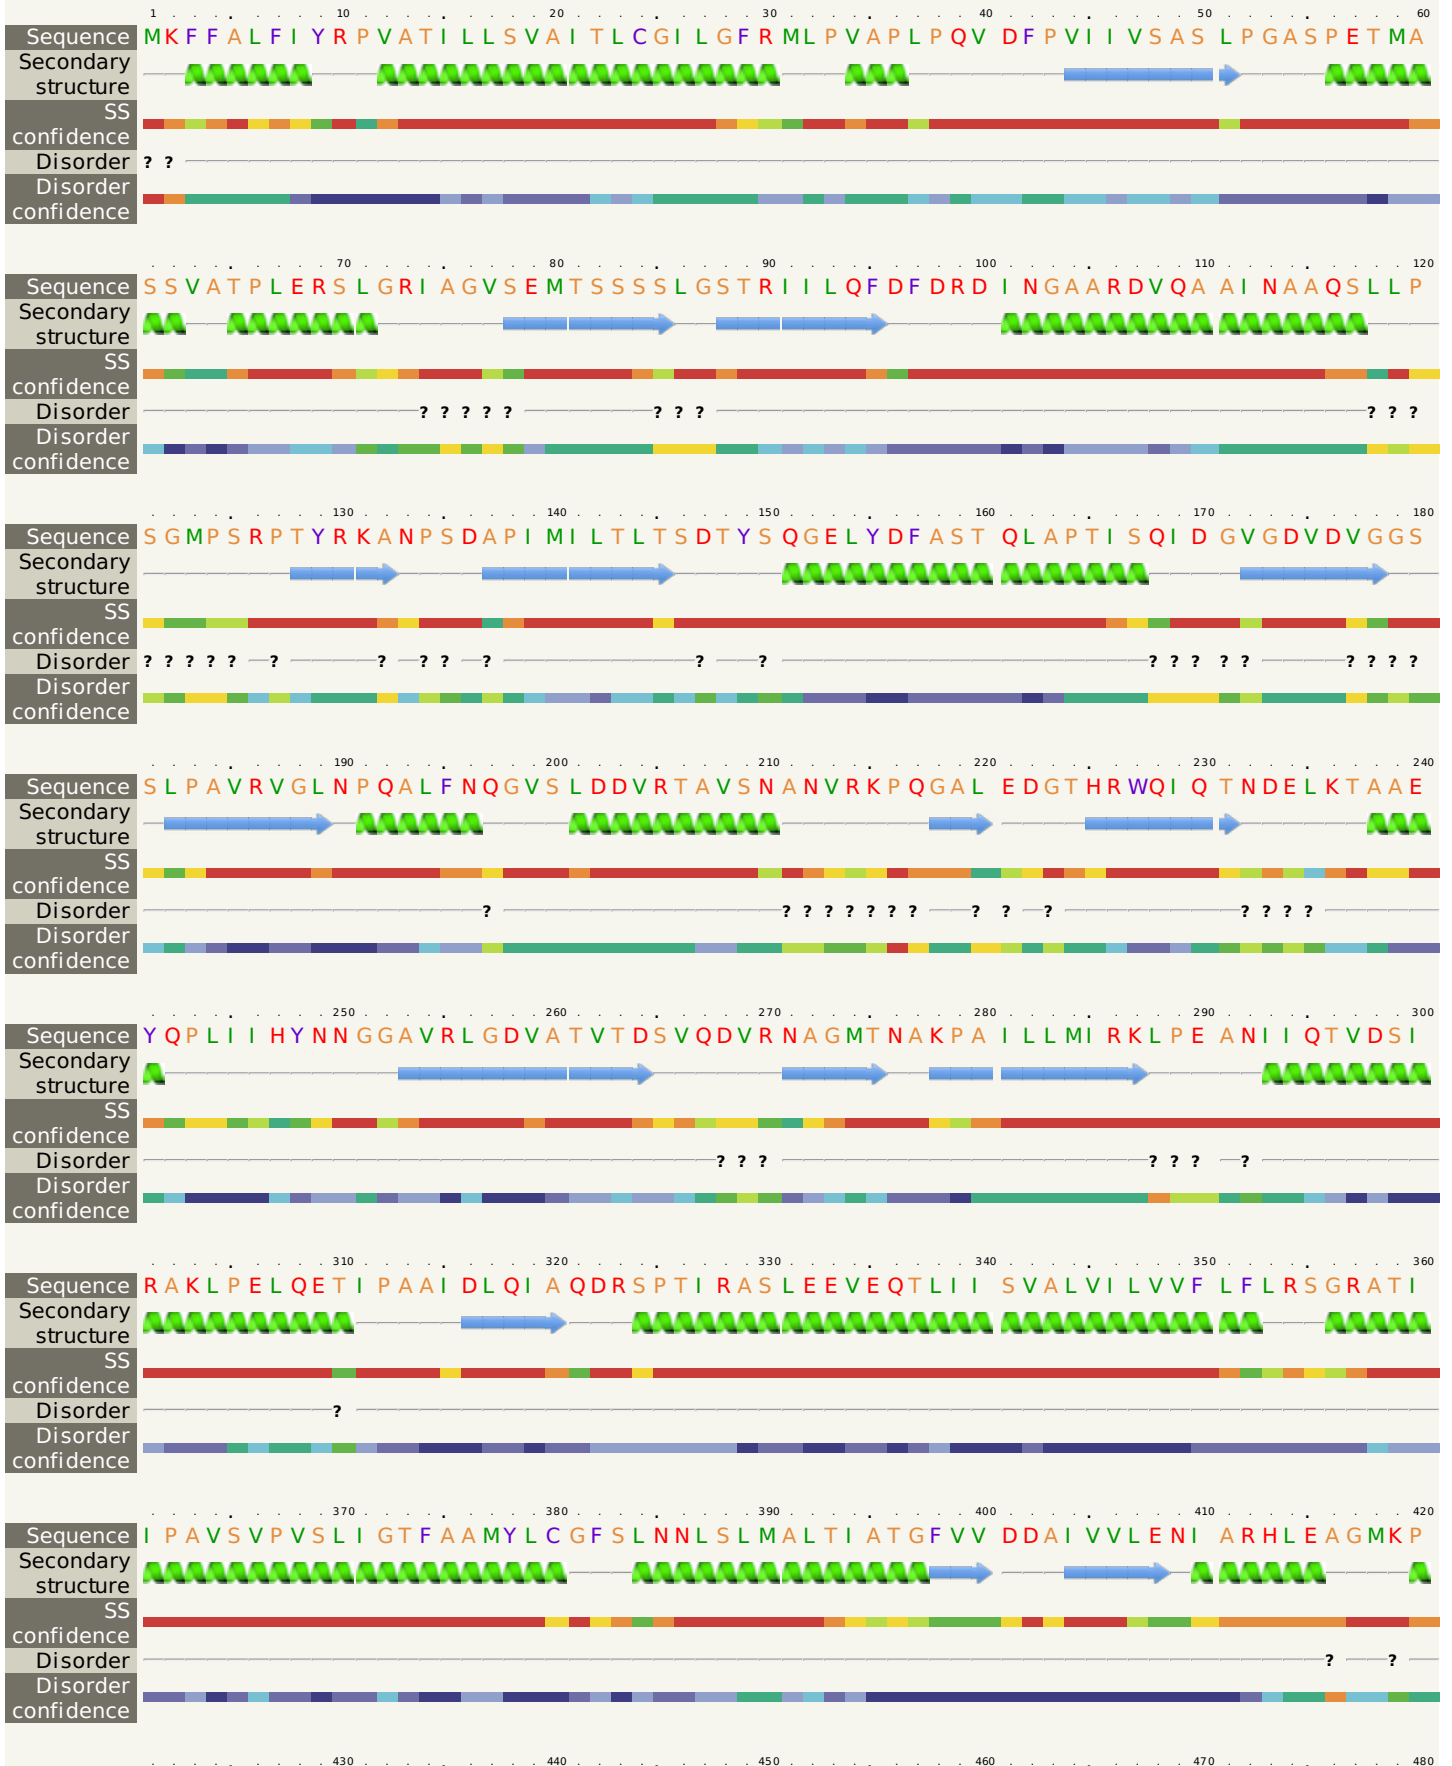 1 10 20 30 40 50 60
Sequence MKFFALFIYRPVATILLSVAITLCGILGFRMLPVAPLPQVDFPVIIVSASLPGASPETMA
Secondary
structure
SS
confidence
Disorder ? ?
Disorder
confidence
70 80 90 100 110 120
Sequence SSVATPLERSLGRIAGVSEMTSSSSLGSTRIILQFDFDRDINGAARDVQAAINAAQSLLP
Secondary
structure
SS
confidence
Disorder ? ? ? ? ? ? ? ? ? ? ?
Disorder
confidence
130 140 150 160 170 180
Sequence SGMPSRPTYRKANPSDAPIMILTLTSDTYSQGELYDFASTQLAPTISQIDGVGDVDVGGS
Secondary
structure
SS
confidence
Disorder ? ? ? ? ? ? ? ? ? ? ? ? ? ? ? ? ? ? ? ? ?
Disorder
confidence
190 200 210 220 230 240
Sequence SLPAVRVGLNPQALFNQGVSLDDVRTAVSNANVRKPQGALEDGTHRWQIQTNDELKTAAE
Secondary
structure
SS
confidence
Disorder ? ? ? ? ? ? ? ? ? ? ? ? ? ? ?
Disorder
confidence
250 260 270 280 290 300
Sequence YQPLIIHYNNGGAVRLGDVATVTDSVQDVRNAGMTNAKPAILLMIRKLPEANIIQTVDSI
Secondary
structure
SS
confidence
Disorder ? ? ? ? ? ? ?
Disorder
confidence
310 320 330 340 350 360
Sequence RAKLPELQETIPAAIDLQIAQDRSPTIRASLEEVEQTLIISVALVILVVFLFLRSGRATI
Secondary
structure
SS
confidence
Disorder ?
Disorder
confidence
370 380 390 400 410 420
Sequence IPAVSVPVSLIGTFAAMYLCGFSLNNLSLMALTIATGFVVDDAIVVLENIARHLEAGMKP
Secondary
structure
SS
confidence
Disorder ? ?
Disorder
confidence
430 440 450 460 470 480